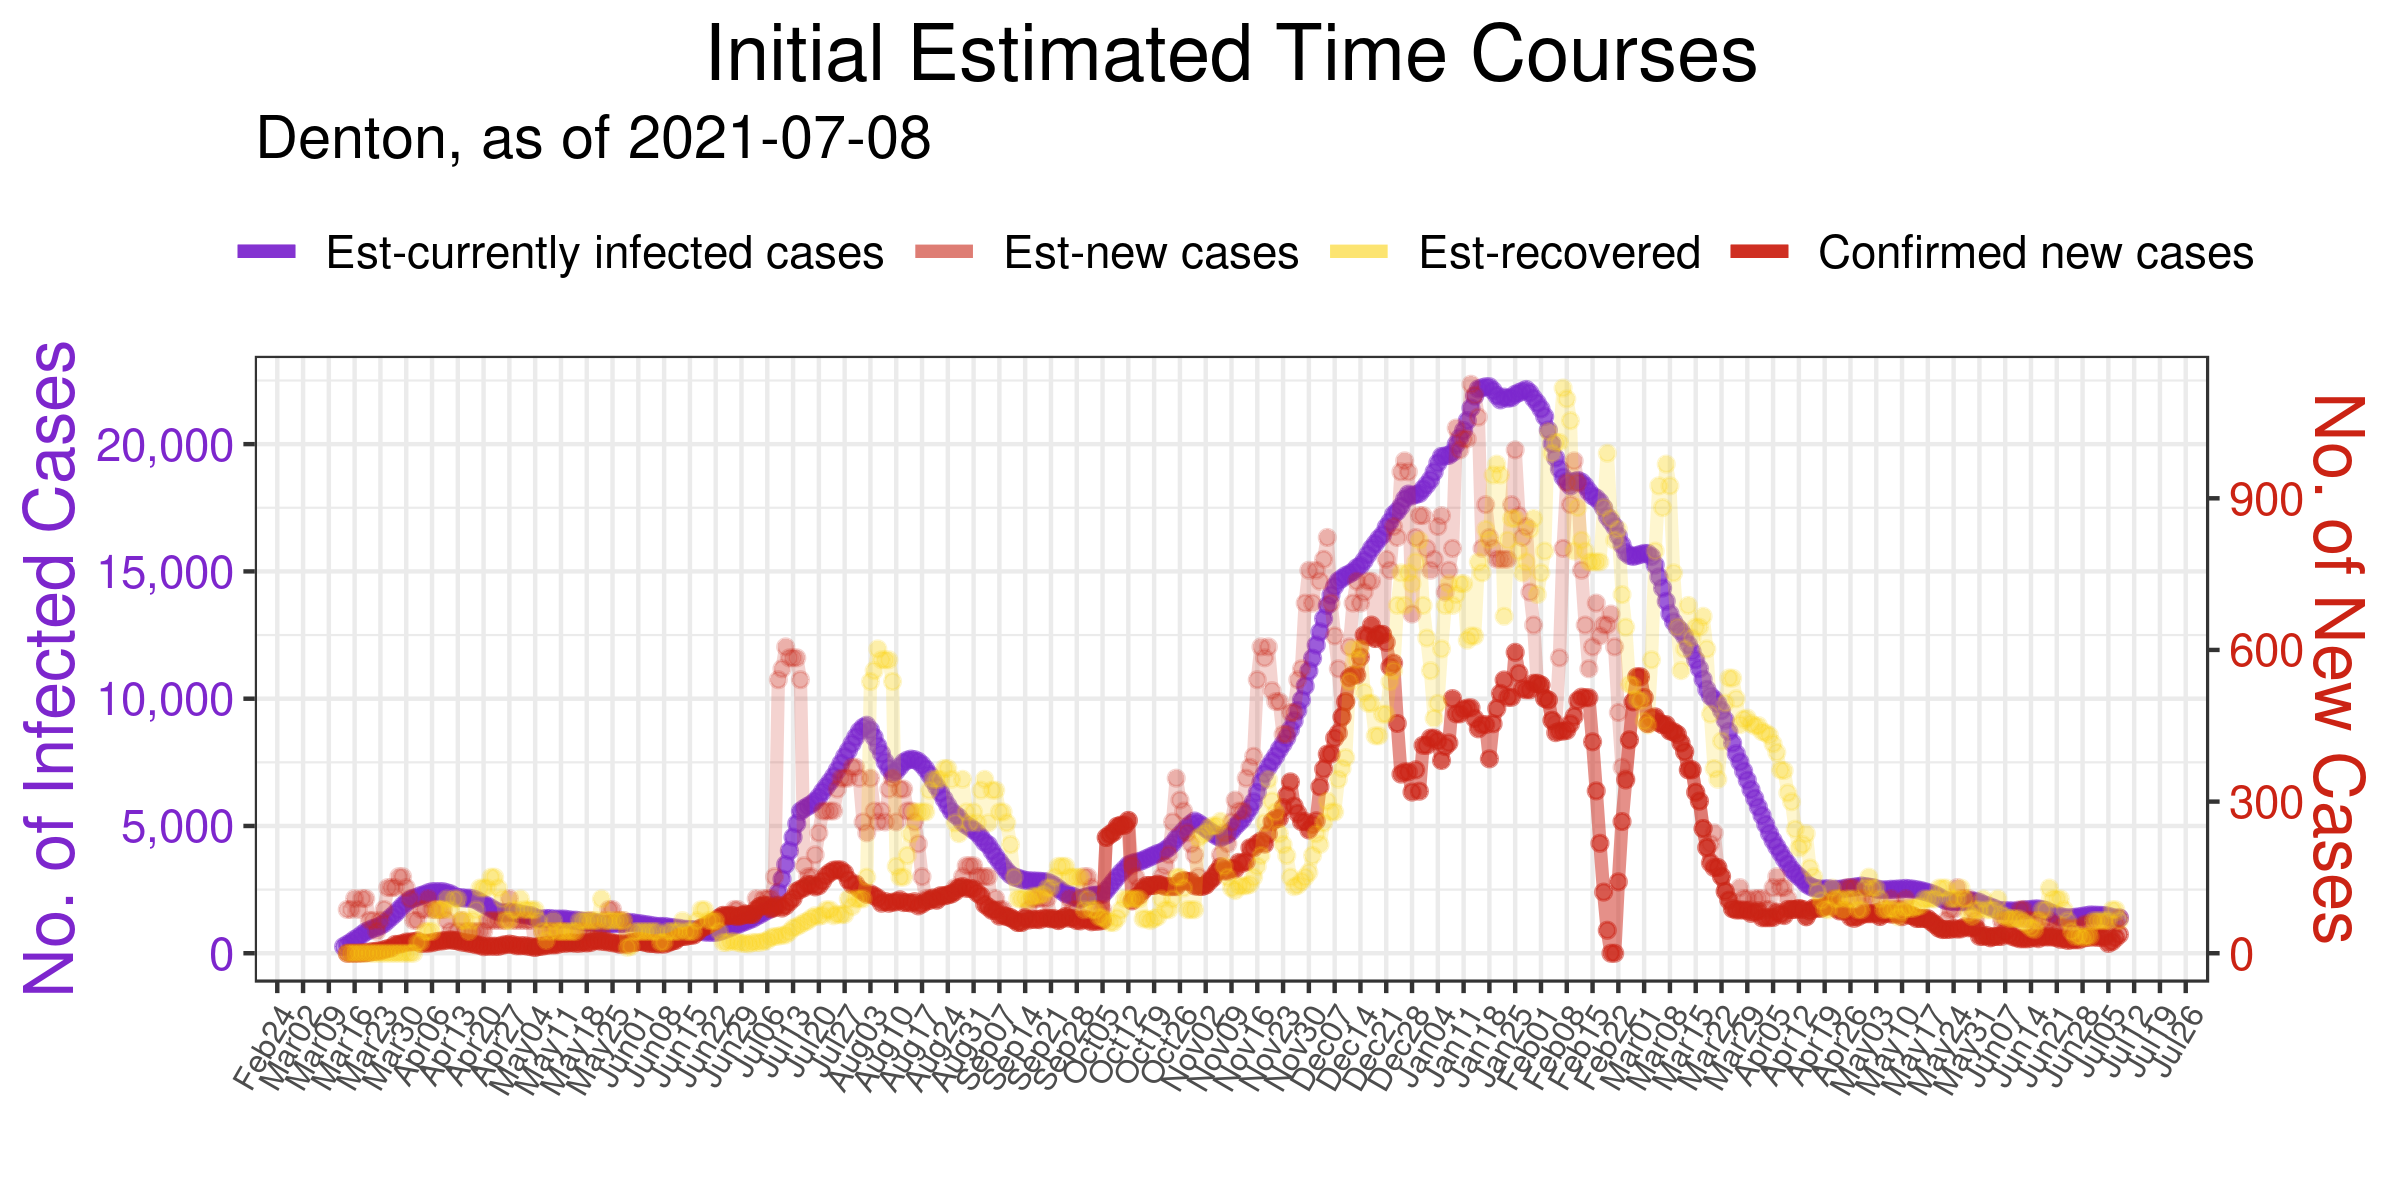 Initial Estimated Time Courses
Denton, as of 2021-07-08
Est-currently infected cases
Est-new cases
Est-recovered
Confirmed new cases
No. of Infected Cases
20,000
15,000
10,000
5,000
0
900
600
300
0
No. of New Cases
Feb24
Mar02
Mar09
Mar16
Mar23
Mar30
Apr06
Apr13
Apr20
Apr27
May04
May11
May18
May25
Jun01
Jun08
Jun15
Jun22
Jun29
Jul06
Jul13
Jul20
Jul27
Aug03
Aug10
Aug17
Aug24
Aug31
Sep07
Sep14
Sep21
Sep28
Oct05
Oct12
Oct19
Oct26
Nov02
Nov09
Nov16
Nov23
Nov30
Dec07
Dec14
Dec21
Dec28
Jan04
Jan11
Jan18
Jan25
Feb01
Feb08
Feb15
Feb22
Mar01
Mar08
Mar15
Mar22
Mar29
Apr05
Apr12
Apr19
Apr26
May03
May10
May17
May24
May31
Jun07
Jun14
Jun21
Jun28
Jul05
Jul12
Jul19
Jul26